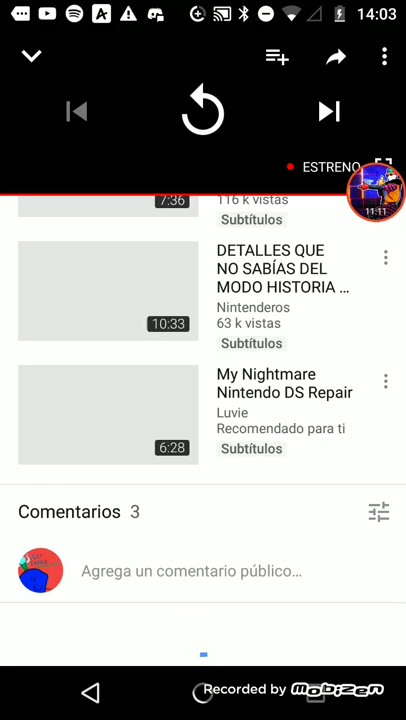 14:03
ESTRENO
11:11
7:36
116 k vistas
Subtítulos
DETALLES QUE
NO SABÍAS DEL
MODO HISTORIA ...
10:33
Nintenderos
63 k vistas
Subtítulos
My Nightmare
Nintendo DS Repair
Luvie
Recomendado para ti
6:28
Subtítulos
Comentarios 3
Agrega un comentario público...
Recorded by MOBIZEN